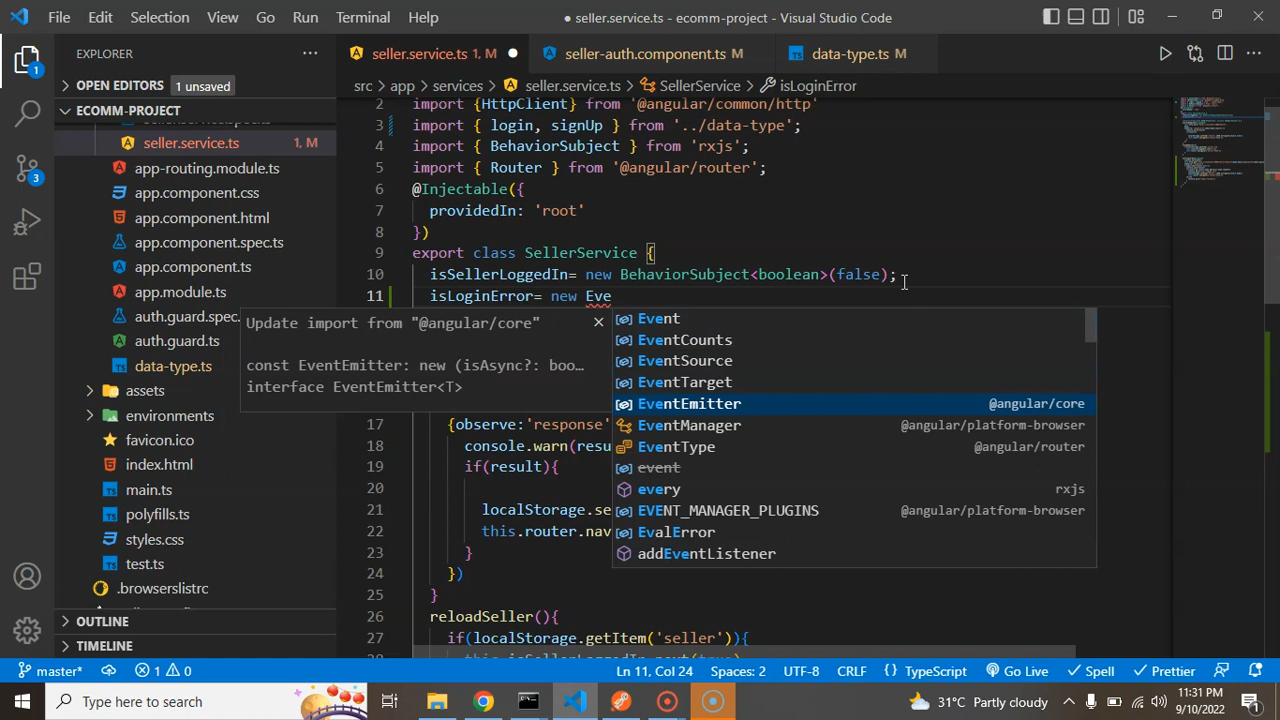 File Edit Selection View Go Run Terminal Help
● seller.service.ts - ecomm-project - Visual Studio Code
EXPLORER
OPEN EDITORS 1 unsaved
ECOMM-PROJECT
seller.service.ts 1, M
app-routing.module.ts
app.component.css
app.component.html
app.component.spec.ts
app.component.ts
app.module.ts
auth.guard.spec.ts
auth.guard.ts
data-type.ts
assets
environments
favicon.ico
index.html
main.ts
polyfills.ts
styles.css
test.ts
.browserslistrc
OUTLINE
TIMELINE
seller.service.ts 1, M ● seller-auth.component.ts M data-type.ts M
src > app > services > seller.service.ts > SellerService > isLoginError
2 import {HttpClient} from '@angular/common/http'
3 import { login, signUp } from '../data-type';
4 import { BehaviorSubject } from 'rxjs';
5 import { Router } from '@angular/router';
6 @Injectable({
7 providedIn: 'root'
8 })
9 export class SellerService {
10 isSellerLoggedIn= new BehaviorSubject<boolean>(false);
11 isLoginError= new Eve
Update import from "@angular/core"
const EventEmitter: new (isAsync?: boo…
interface EventEmitter<T>
Event
EventCounts
EventSource
EventTarget
EventEmitter @angular/core
EventManager @angular/platform-browser
EventType @angular/router
event
every rxjs
EVENT_MANAGER_PLUGINS @angular/platform-browser
EvalError
addEventListener
17 {observe:'response'
18 console.warn(resu
19 if(result){
20
21 localStorage.se
22 this.router.nav
23 }
24 })
25 }
26 reloadSeller(){
27 if(localStorage.getItem('seller')){
28 this.isSellerLoggedIn.next(true)
master* 1 0 Ln 11, Col 24 Spaces: 2 UTF-8 CRLF {} TypeScript Go Live Spell Prettier
Type here to search 31°C Partly cloudy 11:31 PM
9/10/2022
1
3
1